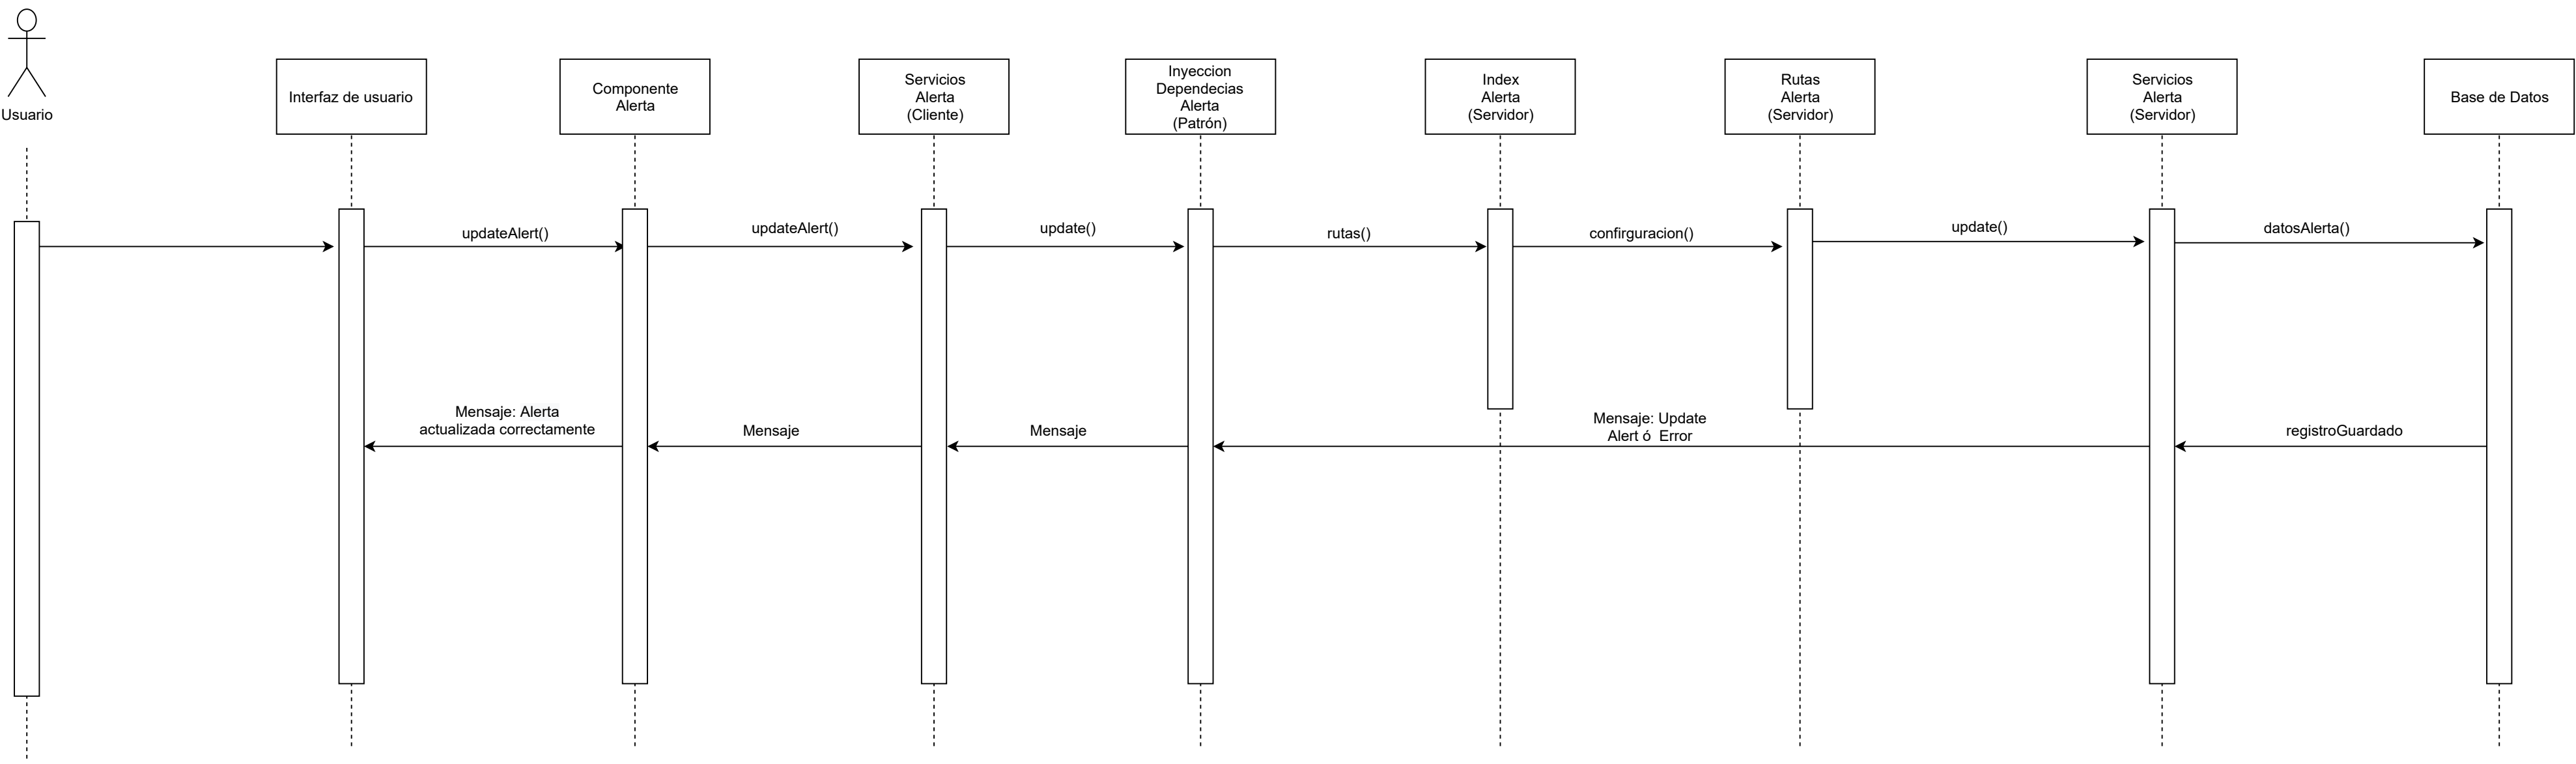 Usuario
Interfaz de usuario
Componente
Alerta
Servicios
Alerta
(Cliente)
Inyeccion
Dependecias
Alerta
(Patrón)
Index
Alerta
(Servidor)
Rutas
Alerta
(Servidor)
Servicios
Alerta
(Servidor)
Base de Datos
updateAlert()
updateAlert()
update()
rutas()
confirguracion()
update()
datosAlerta()
Mensaje: Alerta
actualizada correctamente
Mensaje
Mensaje
Mensaje: Update
Alert ó  Error
registroGuardado